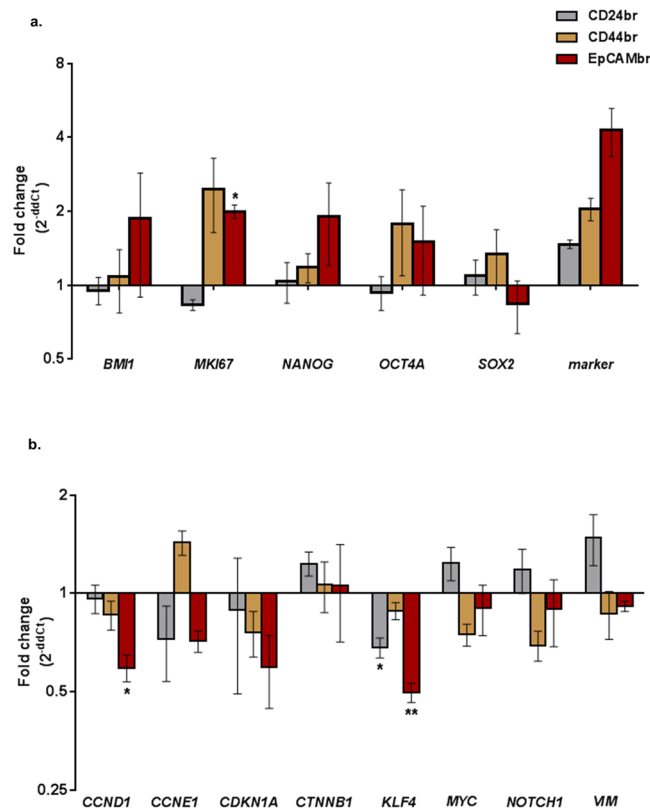 a.
CD24br
CD44br
EpCAMbr
8
4
2
1
0.5
Fold change
(2^-ddCt)
*
BMI1 MKI67 NANOG OCT4A SOX2 marker
b.
2
1
0.5
0.25
Fold change
(2^-ddCt)
* * **
CCND1 CCNE1 CDKN1A CTNNB1 KLF4 MYC NOTCH1 VIM